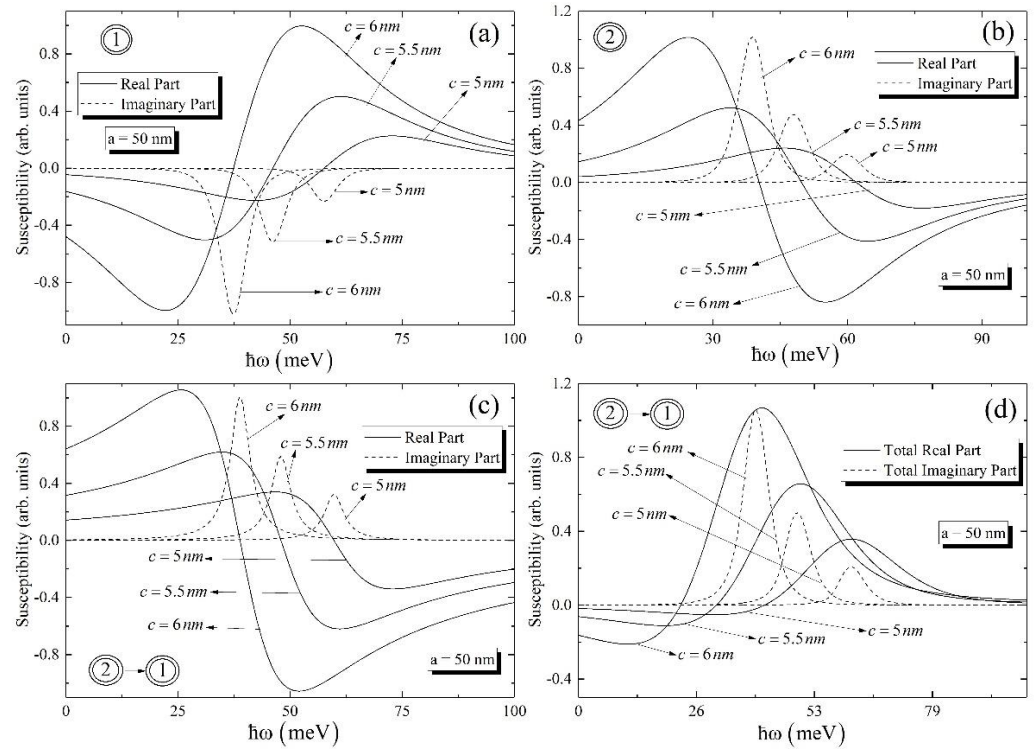 (a)
1
c = 6nm
c = 5.5nm
c = 5nm
Real Part
Imaginary Part
a = 50 nm
c = 5nm
c = 5.5nm
c = 6nm
Susceptibility (arb. units)
0.8
0.4
0.0
-0.4
-0.8
0 25 50 75 100
ħω (meV)
(b)
2
c = 6nm
Real Part
Imaginary Part
c = 5.5nm
c = 5nm
c = 5nm
c = 5.5nm
c = 6nm
a = 50 nm
Susceptibility (arb. units)
1.2
0.8
0.4
0.0
-0.4
-0.8
0 30 60 90
ħω (meV)
(c)
c = 6nm
c = 5.5nm
Real Part
Imaginary Part
c = 5nm
c = 5nm
c = 5.5nm
c = 6nm
2 1
a = 50 nm
Susceptibility (arb. units)
0.8
0.4
0.0
-0.4
-0.8
0 25 50 75 100
ħω (meV)
(d)
2 1
c = 6nm
c = 5.5nm
c = 5nm
Total Real Part
Total Imaginary Part
a = 50 nm
c = 5nm
c = 5.5nm
c = 6nm
Susceptibility (arb. units)
1.2
0.8
0.4
0.0
-0.4
0 26 53 79
ħω (meV)